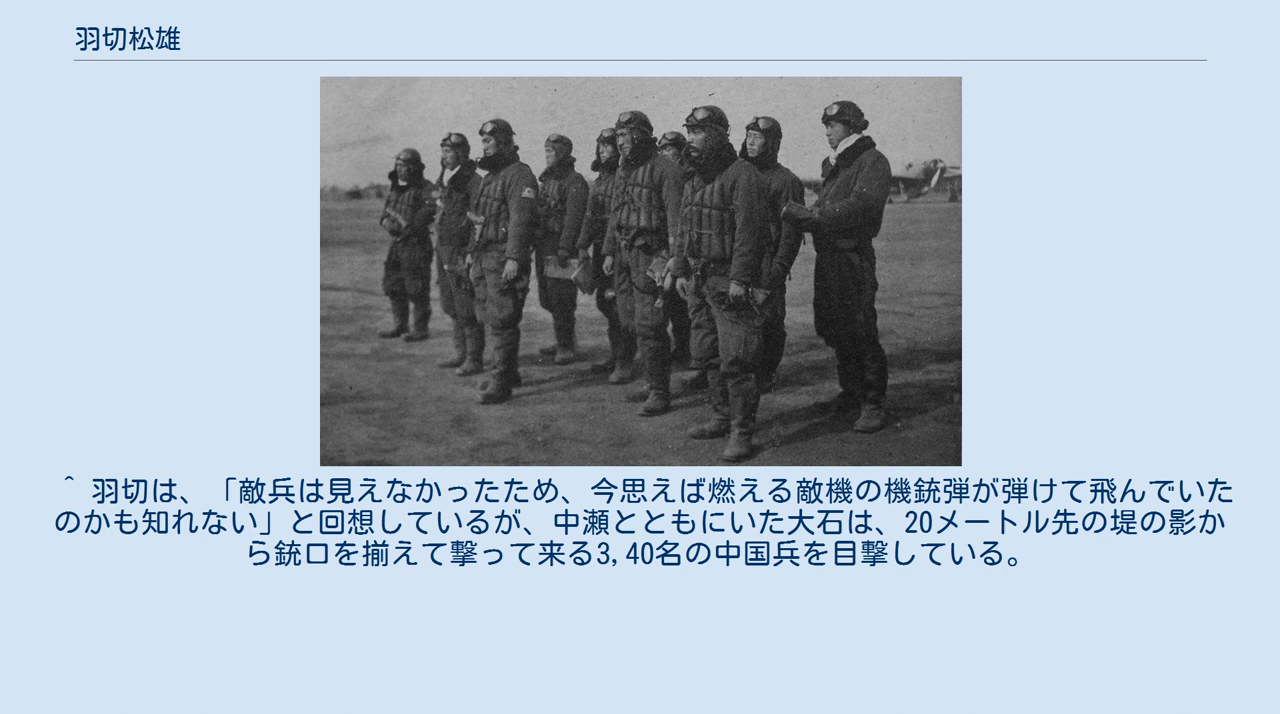 羽切松雄
^ 羽切は、「敵兵は見えなかったため、今思えば燃える敵機の機銃弾が弾けて飛んでいた
のかも知れない」と回想しているが、中瀬とともにいた大石は、20メートル先の堤の影か
ら銃口を揃えて撃って来る3,40名の中国兵を目撃している。